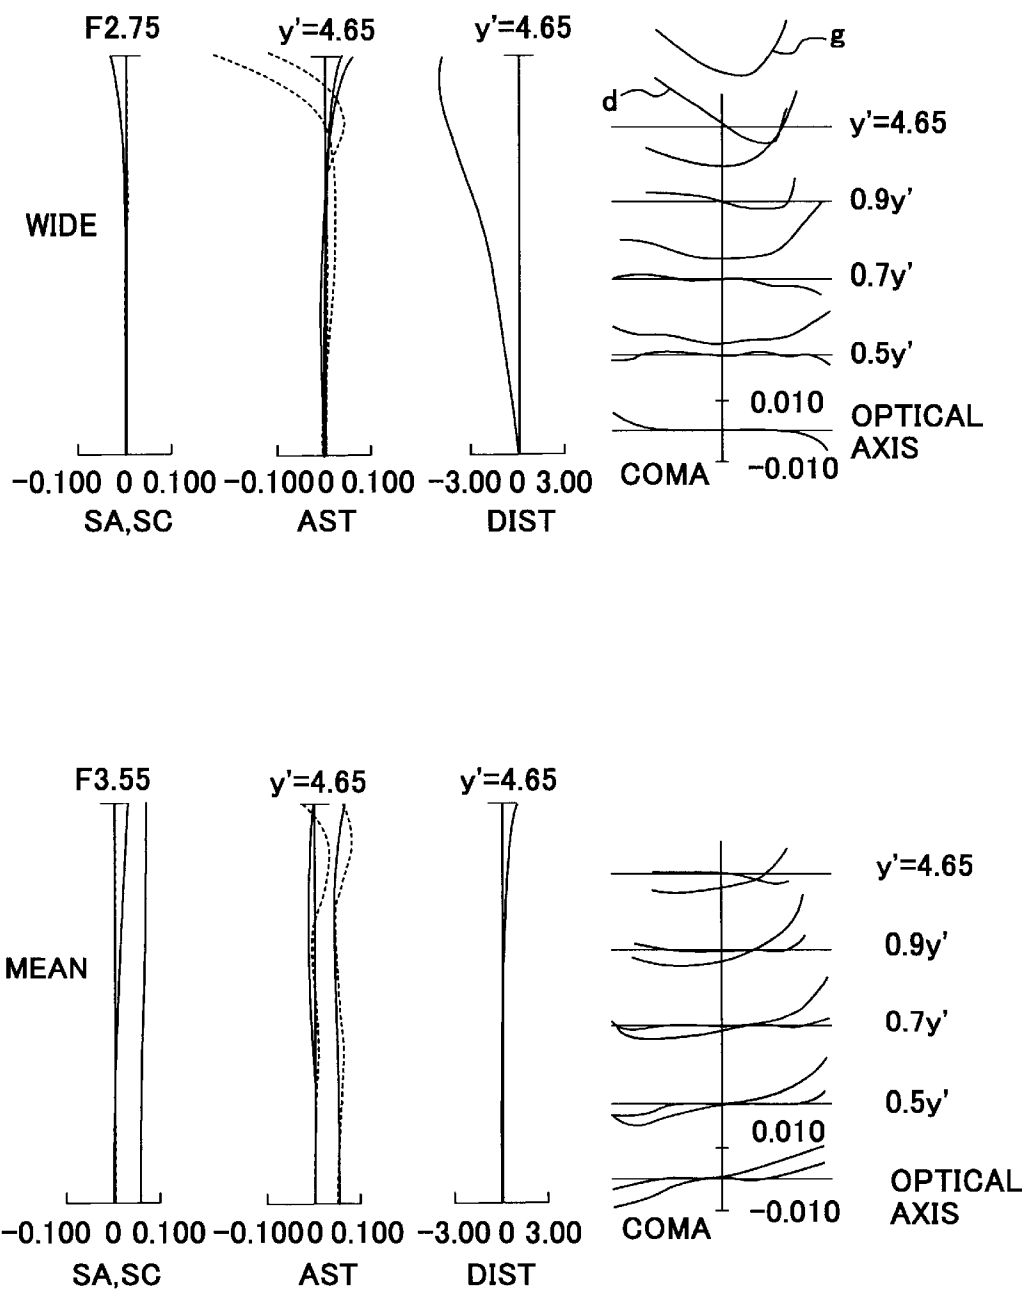 F2.75
y'=4.65
y'=4.65
g
d
y'=4.65
0.9y'
WIDE
0.7y'
0.5y'
0.010
OPTICAL
AXIS
-0.010
COMA
-0.100 0 0.100
-0.100 0 0.100
-3.00 0 3.00
SA,SC
AST
DIST
F3.55
y'=4.65
y'=4.65
y'=4.65
0.9y'
MEAN
0.7y'
0.5y'
0.010
OPTICAL
AXIS
-0.010
COMA
-0.100 0 0.100
-0.100 0 0.100
-3.00 0 3.00
SA,SC
AST
DIST